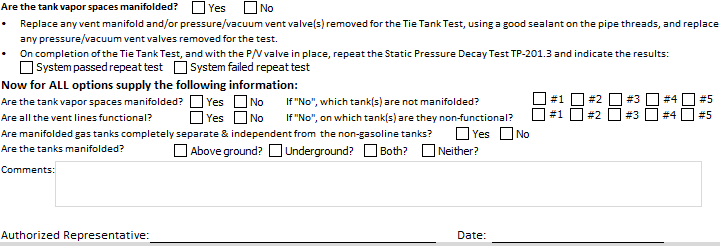 Are the tank vapor spaces manifolded? Yes No
• Replace any vent manifold and/or pressure/vacuum vent valve(s) removed for the Tie Tank Test, using a good sealant on the pipe threads, and replace
any pressure/vacuum vent valves removed for the test.
• On completion of the Tie Tank Test, and with the P/V valve in place, repeat the Static Pressure Decay Test TP-201.3 and indicate the results:
System passed repeat test System failed repeat test
Now for ALL options supply the following information:
Are the tank vapor spaces manifolded? Yes No If "No", which tank(s) are not manifolded? #1 #2 #3 #4 #5
Are all the vent lines functional? Yes No If "No", on which tank(s) are they non-functional? #1 #2 #3 #4 #5
Are manifolded gas tanks completely separate & independent from the non-gasoline tanks? Yes No
Are the tanks manifolded? Above ground? Underground? Both? Neither?
Comments:
Authorized Representative: Date: